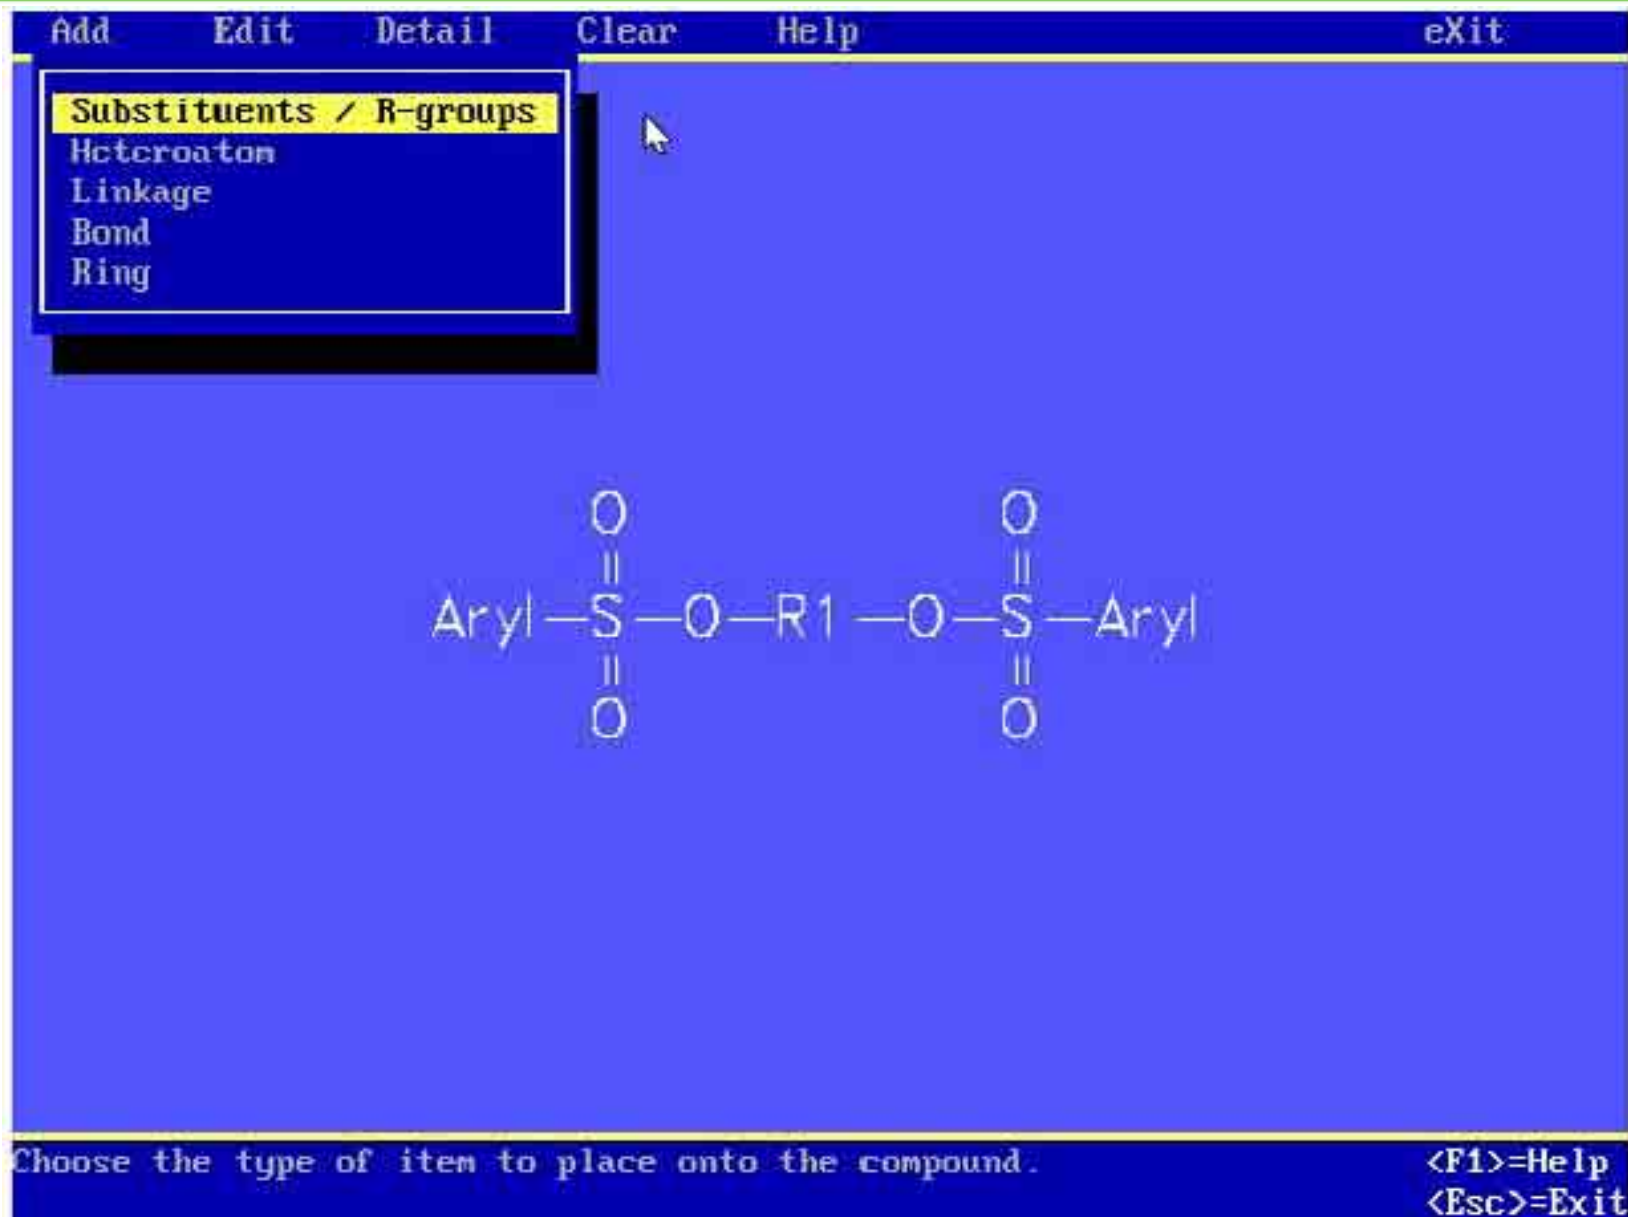 Add Edit Detail Clear Help eXit
Substituents / R-groups
Heteroatom
Linkage
Bond
Ring
O O
Aryl—S—O—R1—O—S—Aryl
O O
Choose the type of item to place onto the compound.
<F1>=Help
<Esc>=Exit